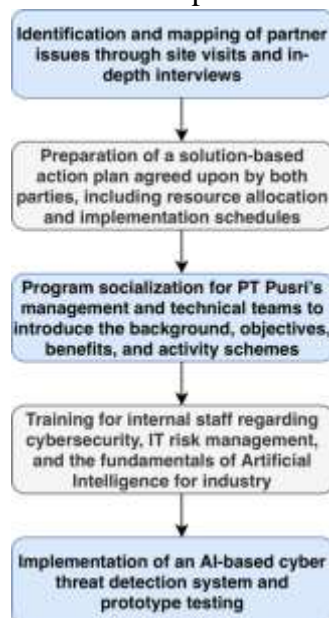 Identification and mapping of partner
issues through site visits and in-
depth interviews
Preparation of a solution-based
action plan agreed upon by both
parties, including resource allocation
and implementation schedules
Program socialization for PT Pusri's
management and technical teams to
introduce the background, objectives,
benefits, and activity schemes
Training for internal staff regarding
cybersecurity, IT risk management,
and the fundamentals of Artificial
Intelligence for industry
Implementation of an AI-based cyber
threat detection system and
prototype testing